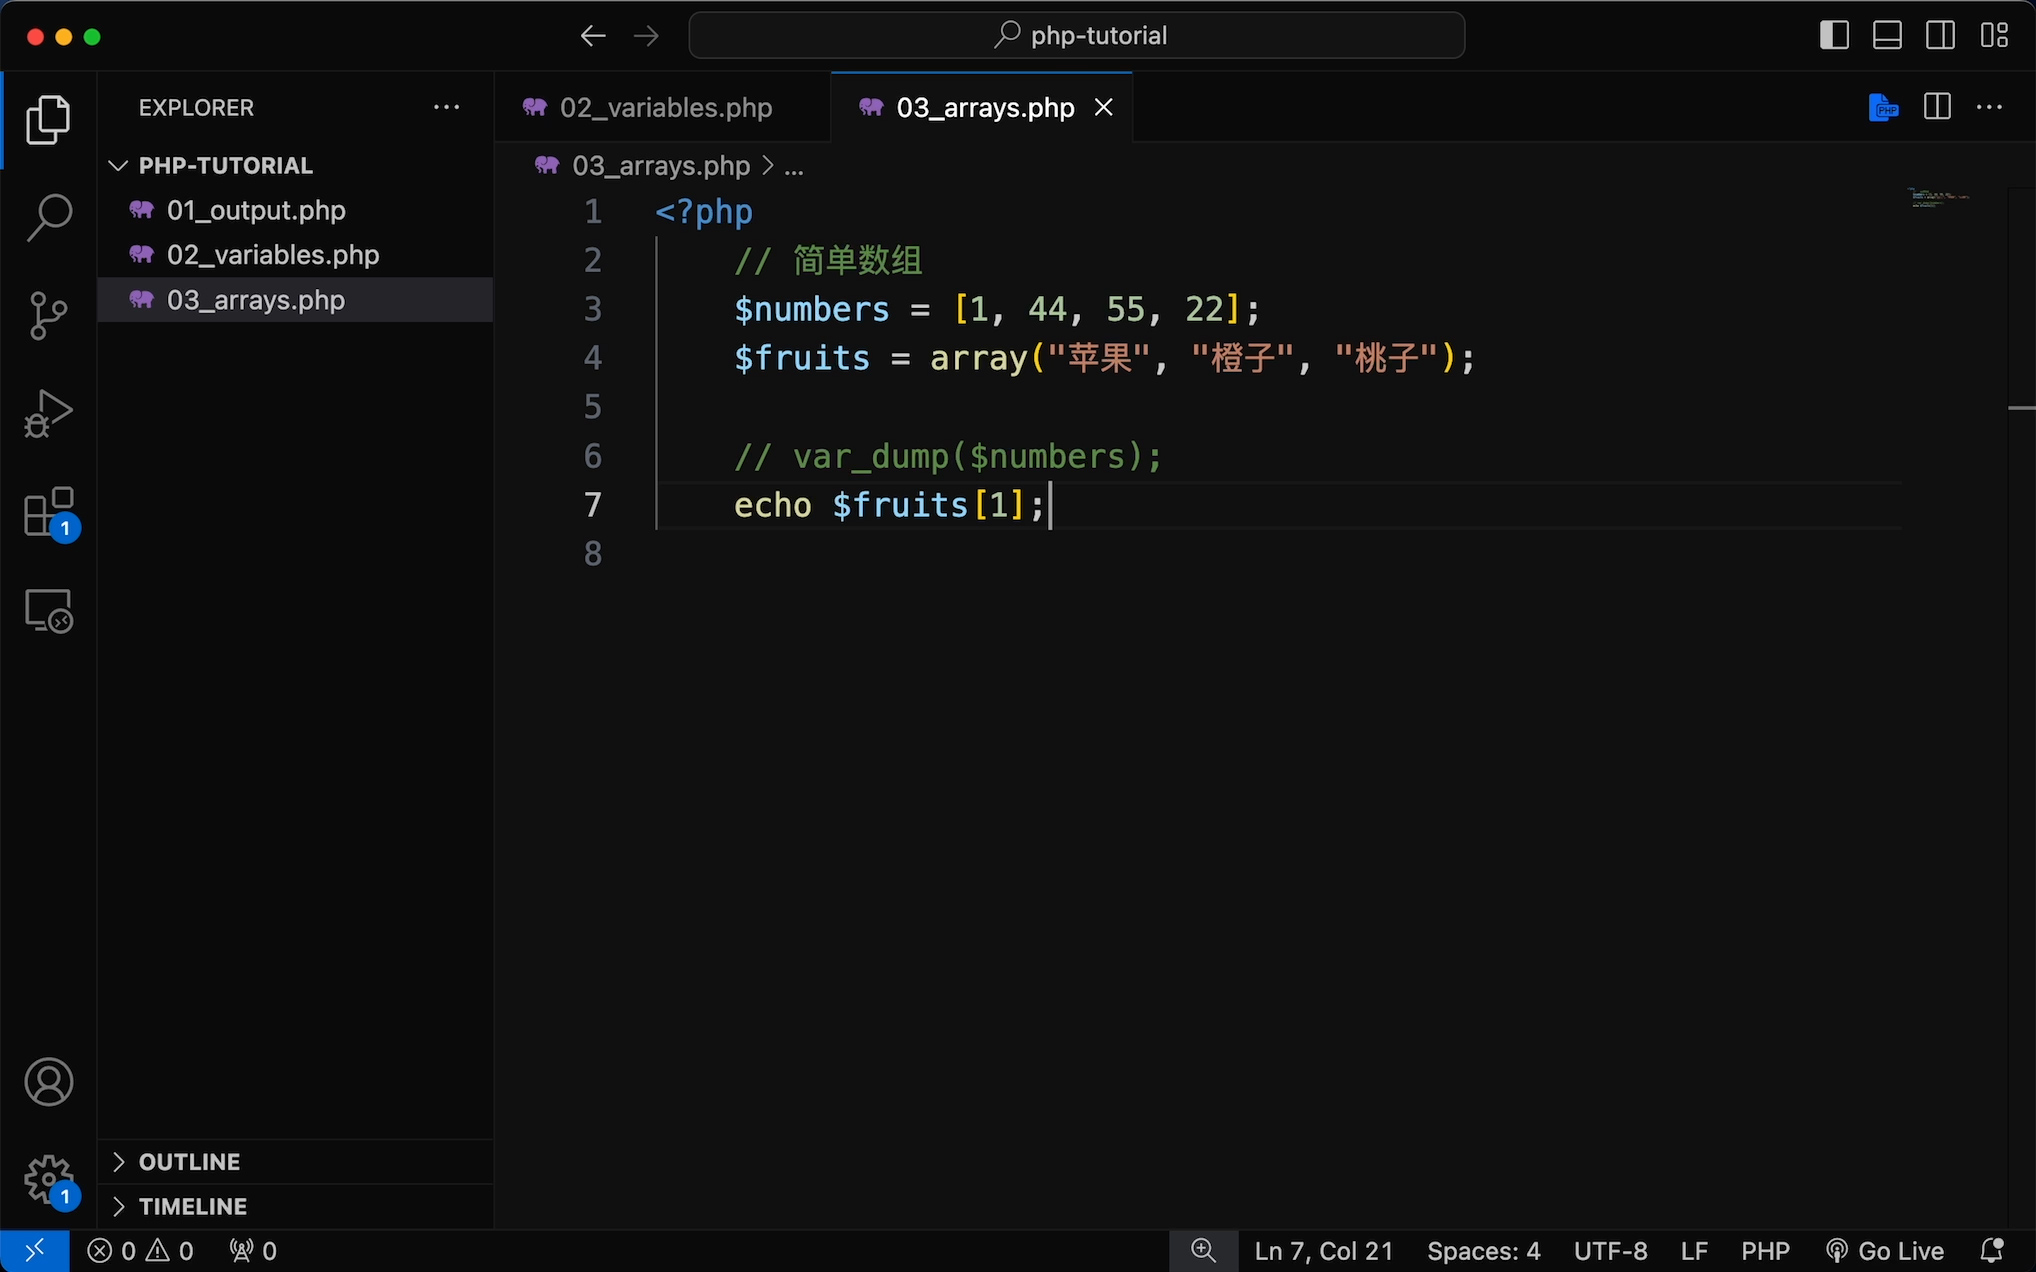 php-tutorial
EXPLORER
02_variables.php
03_arrays.php
PHP
PHP-TUTORIAL
01_output.php
02_variables.php
03_arrays.php
03_arrays.php > ...
1 <?php
2 // 简单数组
3 $numbers = [1, 44, 55, 22];
4 $fruits = array("苹果", "橙子", "桃子");
5
6 // var_dump($numbers);
7 echo $fruits[1];
8
1
OUTLINE
1
TIMELINE
0 0 0 Ln 7, Col 21 Spaces: 4 UTF-8 LF PHP Go Live